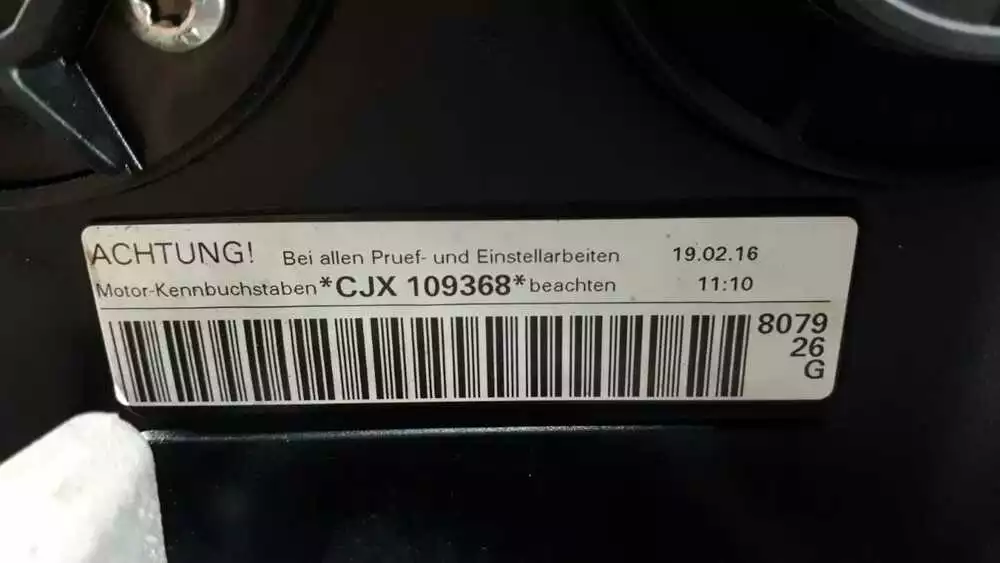 ACHTUNG! Bei allen Pruef- und Einstellarbeiten 19.02.16
Motor-Kennbuchstaben *CJX 109368* beachten 11:10
8079
26
G